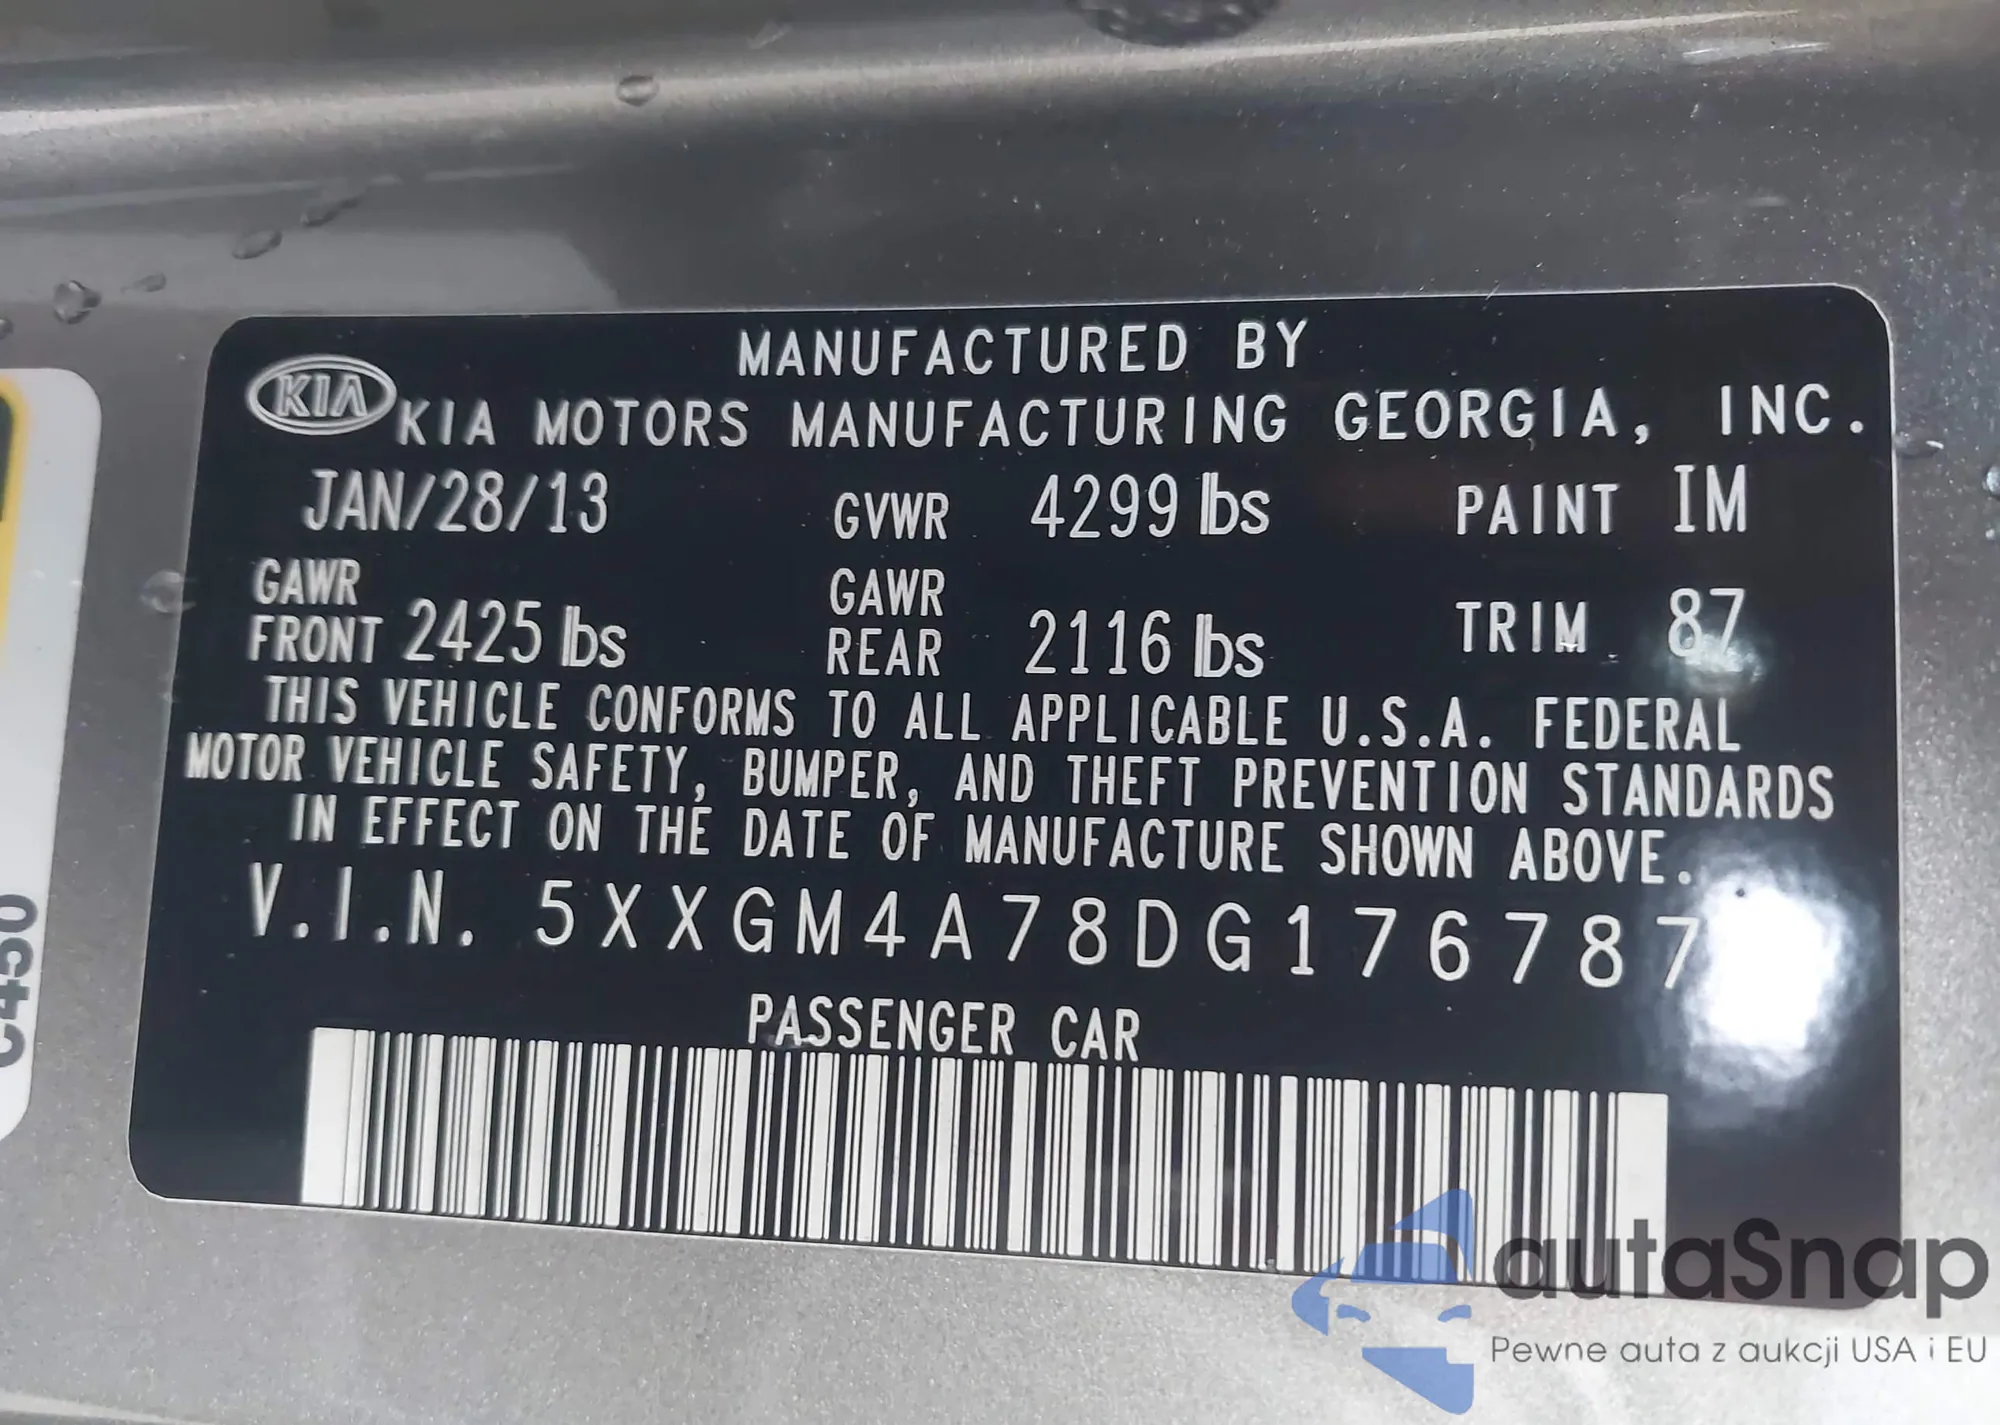 MANUFACTURED BY
KIA KIA MOTORS MANUFACTURING GEORGIA, INC.
JAN/28/13 GVWR 4299 lbs PAINT IM
GAWR FRONT 2425 lbs GAWR REAR 2116 lbs TRIM 87
THIS VEHICLE CONFORMS TO ALL APPLICABLE U.S.A. FEDERAL
MOTOR VEHICLE SAFETY, BUMPER, AND THEFT PREVENTION STANDARDS
IN EFFECT ON THE DATE OF MANUFACTURE SHOWN ABOVE.
V.I.N. 5XXGM4A78DG176787
PASSENGER CAR
C450
autaSnap
Pewne auta z aukcji USA i EU